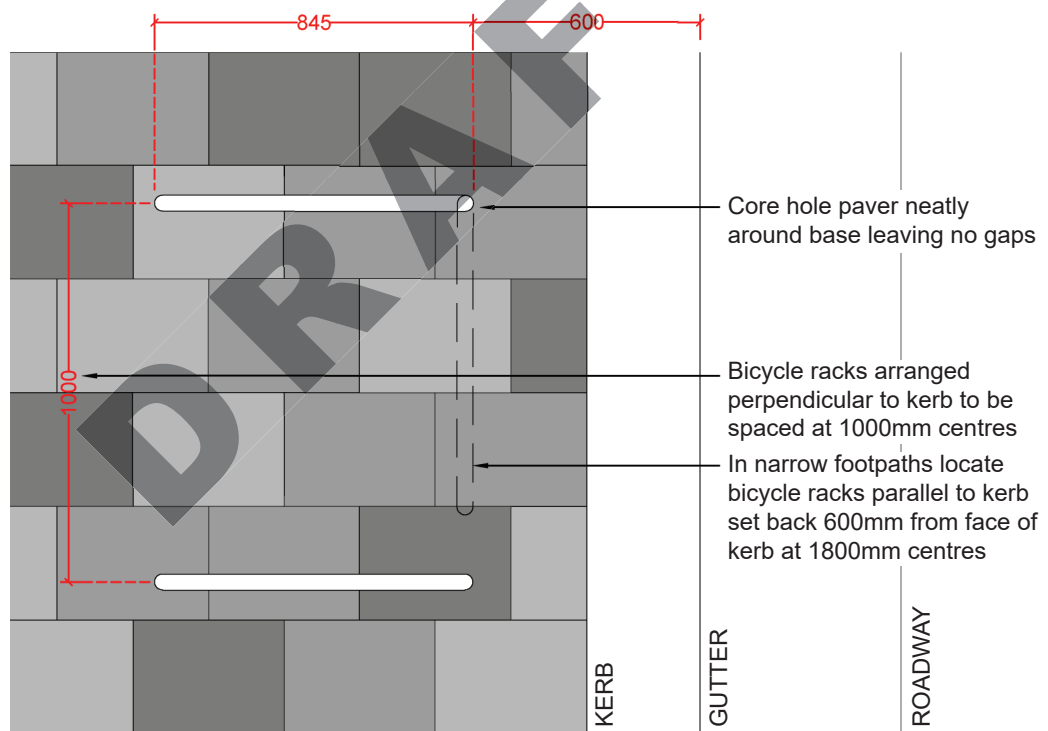 845
600
DRAF
Core hole paver neatly
around base leaving no gaps
1000
Bicycle racks arranged
perpendicular to kerb to be
spaced at 1000mm centres
In narrow footpaths locate
bicycle racks parallel to kerb
set back 600mm from face of
kerb at 1800mm centres
KERB
GUTTER
ROADWAY